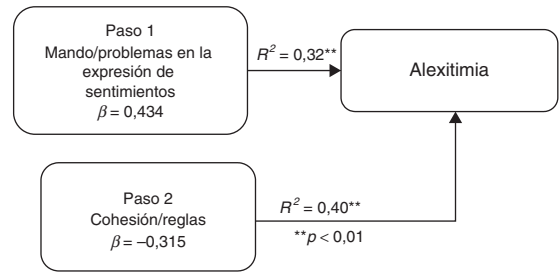 Paso 1
Mando/problemas en la
expresión de
sentimientos
β = 0,434
R² = 0,32**
Alexitimia
Paso 2
Cohesión/reglas
β = –0,315
R² = 0,40**
**p < 0,01